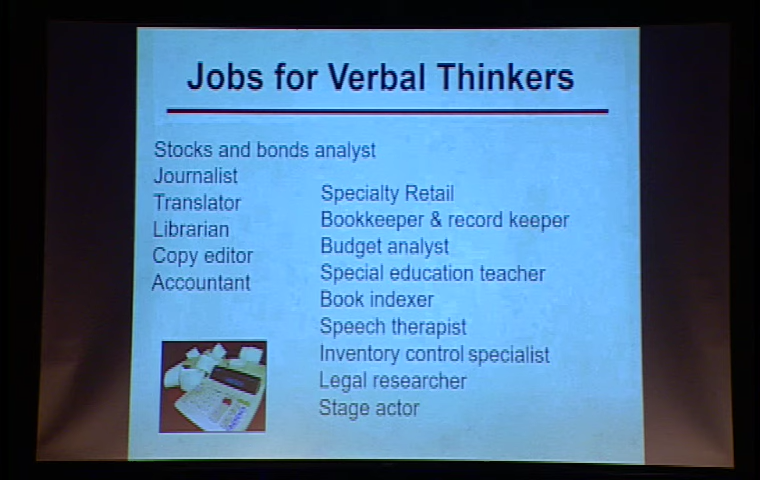 Jobs for Verbal Thinkers
Stocks and bonds analyst
Journalist
Translator
Librarian
Copy editor
Accountant
Specialty Retail
Bookkeeper & record keeper
Budget analyst
Special education teacher
Book indexer
Speech therapist
Inventory control specialist
Legal researcher
Stage actor